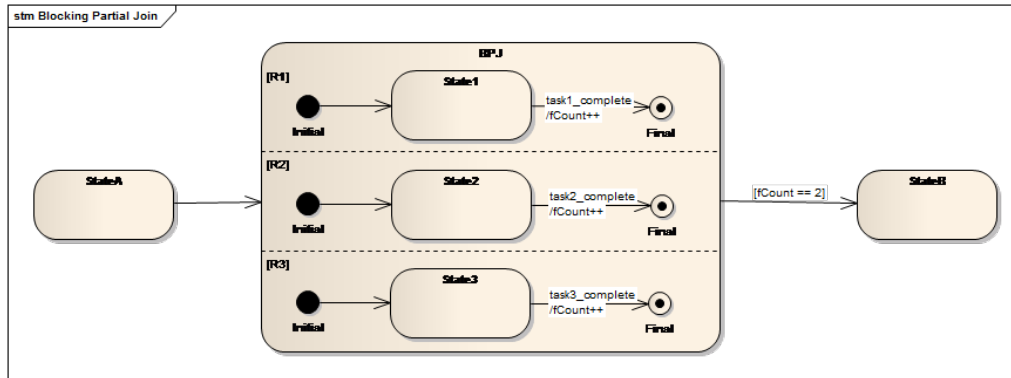 stm Blocking Partial Join
BPJ
[R1]
State1
task1_complete
/fCount++
Initial
Final
[R2]
StateA
State2
StateB
task2_complete
/fCount++
[fCount == 2]
Initial
Final
[R3]
State3
task3_complete
/fCount++
Initial
Final